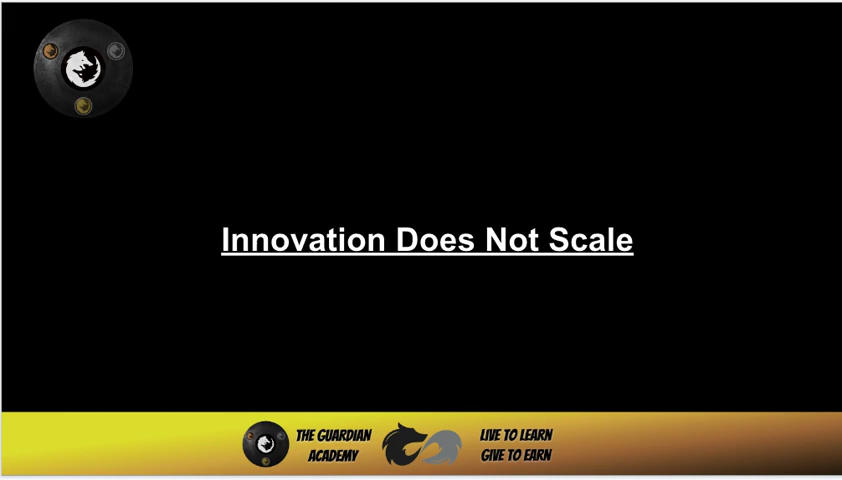 Innovation Does Not Scale
THE GUARDIAN
ACADEMY
LIVE TO LEARN
GIVE TO EARN